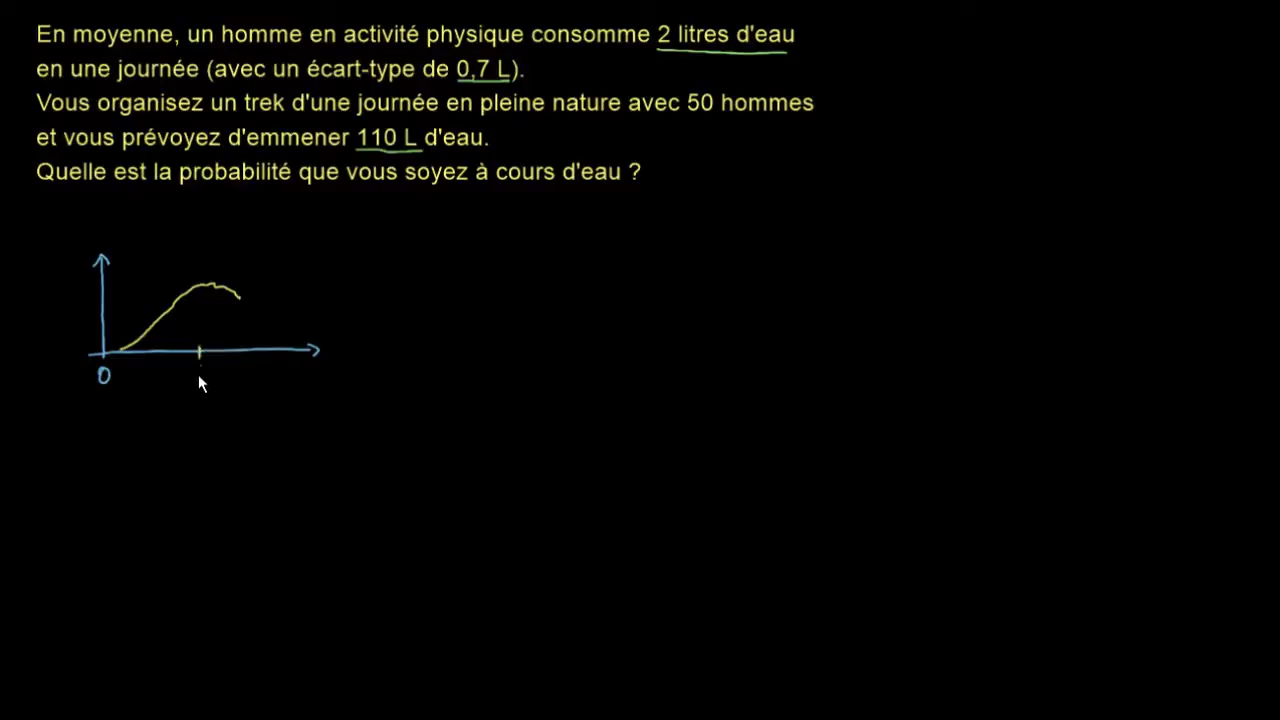 En moyenne, un homme en activité physique consomme 2 litres d'eau
en une journée (avec un écart-type de 0,7 L).
Vous organisez un trek d'une journée en pleine nature avec 50 hommes
et vous prévoyez d'emmener 110 L d'eau.
Quelle est la probabilité que vous soyez à cours d'eau ?
0